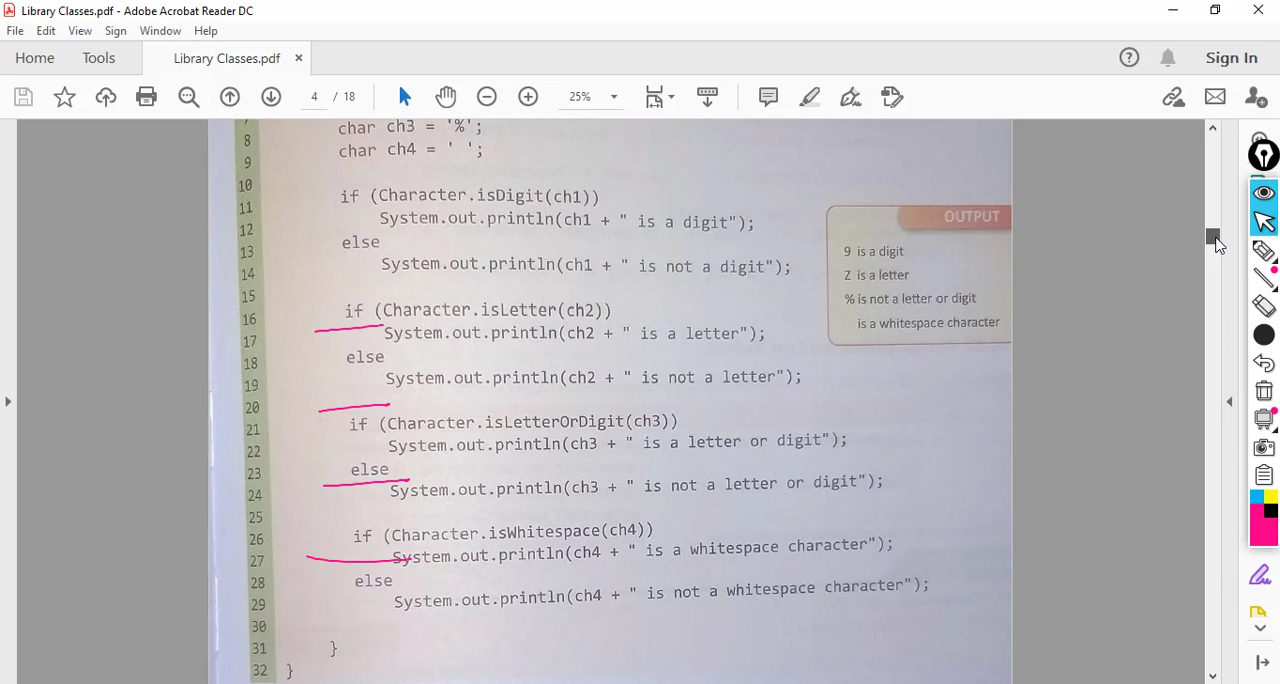 Library Classes.pdf - Adobe Acrobat Reader DC
File Edit View Sign Window Help
Home Tools Library Classes.pdf × Sign In
4 / 18 25%
7 char ch3 = '%';
8 char ch4 = ' ';
9
10 if (Character.isDigit(ch1))
11 System.out.println(ch1 + " is a digit");
12 else
13 System.out.println(ch1 + " is not a digit");
14
15 if (Character.isLetter(ch2))
16 System.out.println(ch2 + " is a letter");
17 else
18 System.out.println(ch2 + " is not a letter");
19
20 if (Character.isLetterOrDigit(ch3))
21 System.out.println(ch3 + " is a letter or digit");
22 else
23 System.out.println(ch3 + " is not a letter or digit");
24
25 if (Character.isWhitespace(ch4))
26 System.out.println(ch4 + " is a whitespace character");
27 else
28 System.out.println(ch4 + " is not a whitespace character");
29
30
31 }
32 }
OUTPUT
9 is a digit
Z is a letter
% is not a letter or digit
is a whitespace character